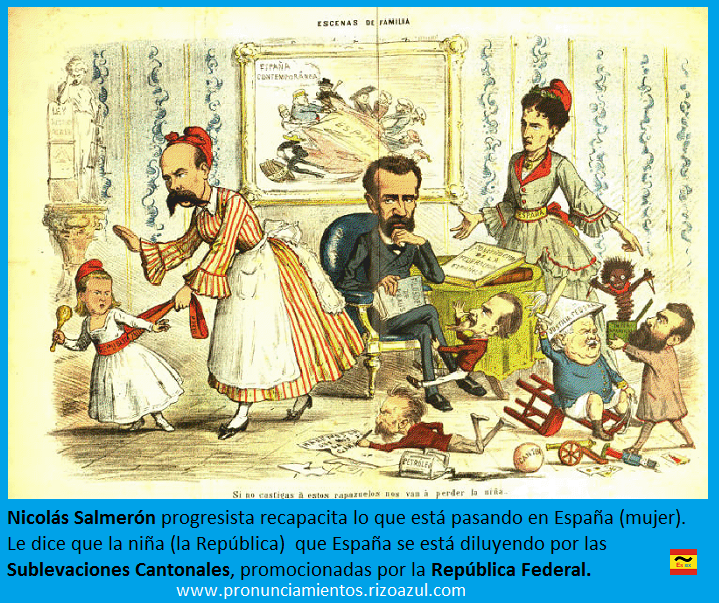 ESCENAS DE FAMILIA
ESPAÑA
CONTEMPORÁNEA
LEY
ESPAÑA
PETROLEO
Si no castigas á estos rapazuelos nos van á perder la niña.
Nicolás Salmerón progresista recapacita lo que está pasando en España (mujer).
Le dice que la niña (la República)  que España se está diluyendo por las
Sublevaciones Cantonales, promocionadas por la República Federal.
www.pronunciamientos.rizoazul.com